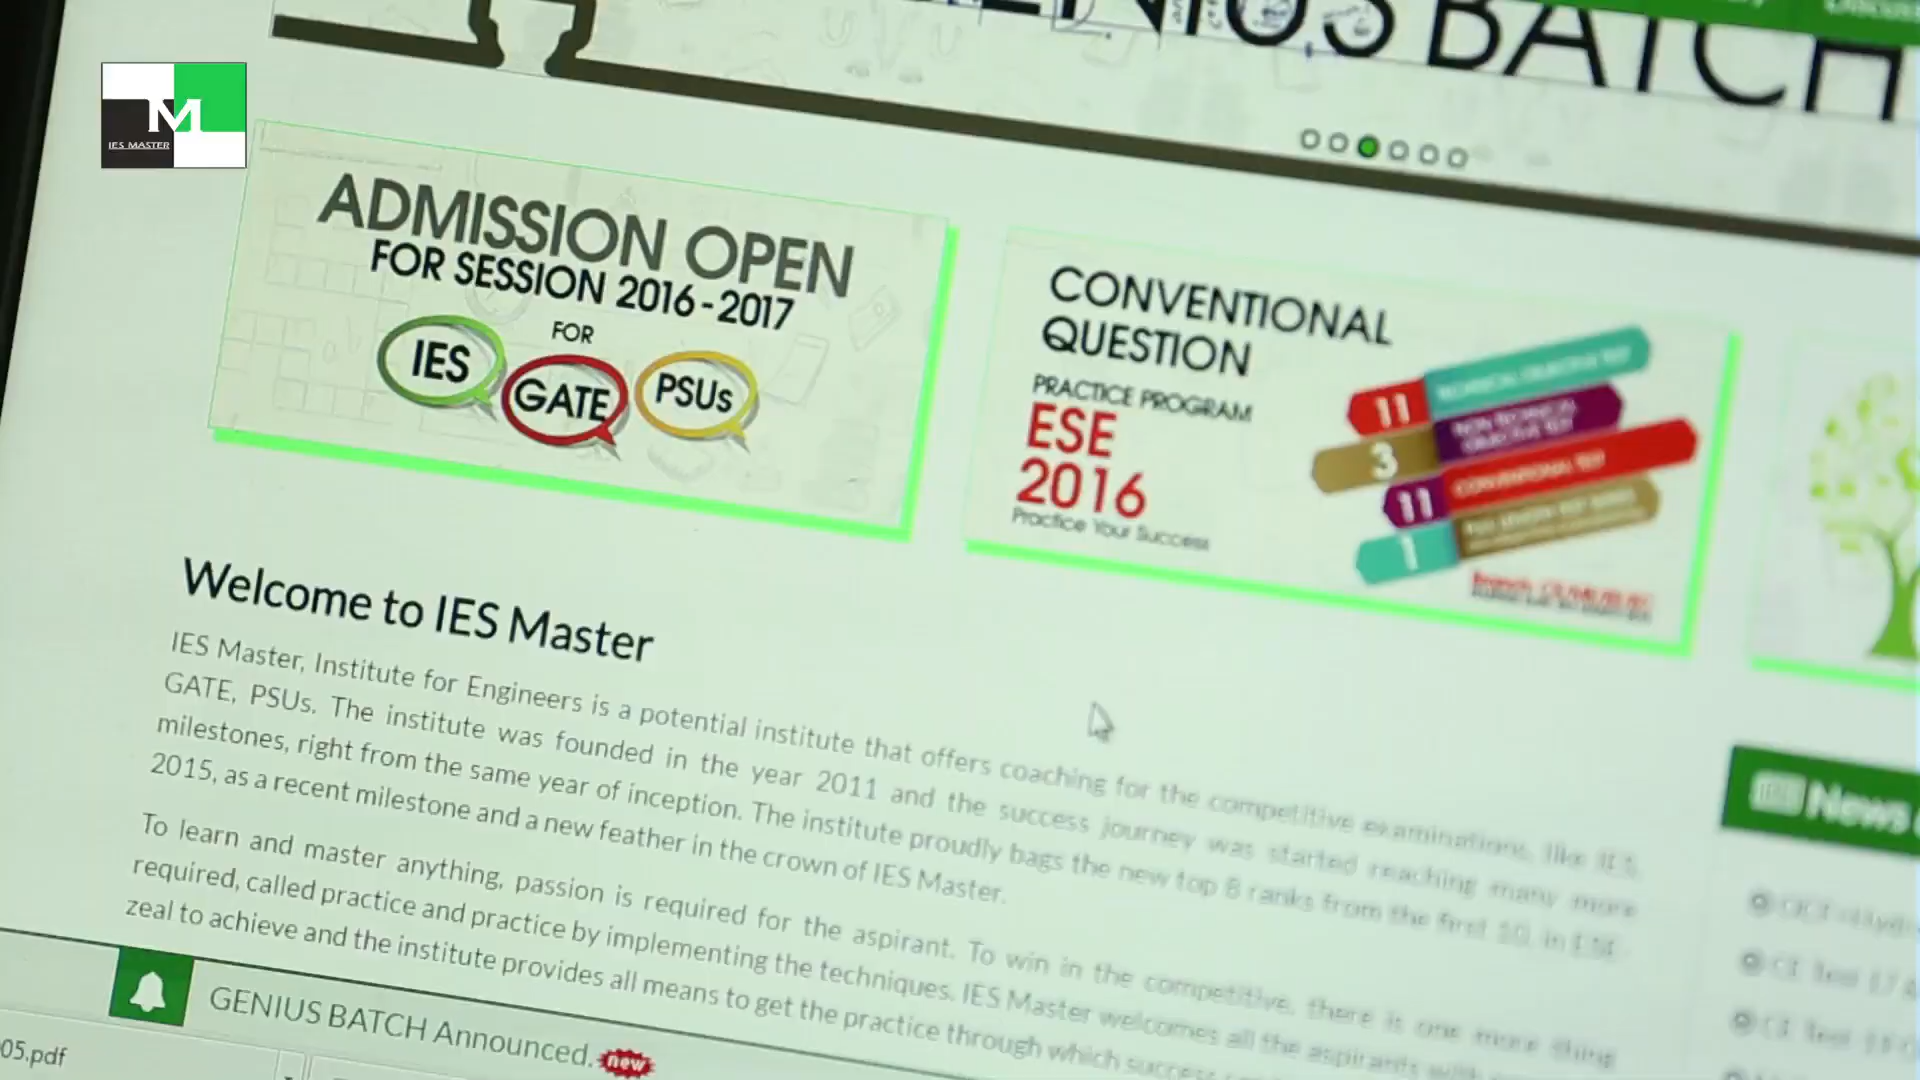 GENIUS BATCH
M
IES MASTER
ADMISSION OPEN
FOR SESSION 2016-2017
FOR
IES
GATE
PSUs
CONVENTIONAL
QUESTION
PRACTICE PROGRAM
ESE
2016
Practice Your Success
11
3
11 CONVENTIONAL TEST
1
Welcome to IES Master
IES Master, Institute for Engineers is a potential institute that offers coaching for the competitive examinations, like IES,
GATE, PSUs. The institute was founded in the year 2011 and the success journey was started reaching many more
milestones, right from the same year of inception. The institute proudly bags the new top 8 ranks from the first 10, in ESE-
2015, as a recent milestone and a new feather in the crown of IES Master.
To learn and master anything, passion is required for the aspirant. To win in the competitive, there is one more thing
required, called practice and practice by implementing the techniques. IES Master welcomes all the aspirants with
zeal to achieve and the institute provides all means to get the practice through which success
News
GENIUS BATCH Announced. new
05.pdf